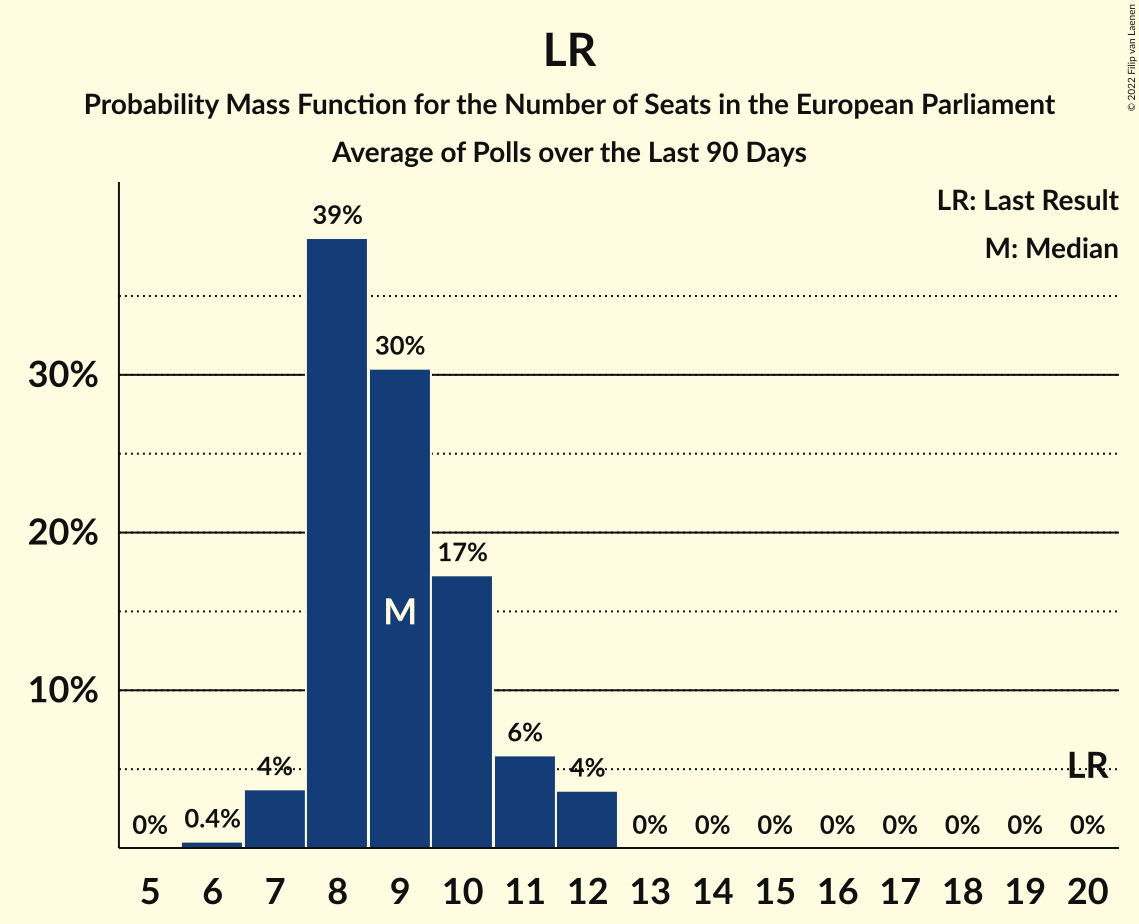 LR
Probability Mass Function for the Number of Seats in the European Parliament
Average of Polls over the Last 90 Days
© 2022 Filip van Laenen
LR: Last Result
M: Median
39%
30%
30%
20%
17%
M
10%
6%
4%
4%
LR
0%
0.4%
0%
0%
0%
0%
0%
0%
0%
0%
5 6 7 8 9 10 11 12 13 14 15 16 17 18 19 20